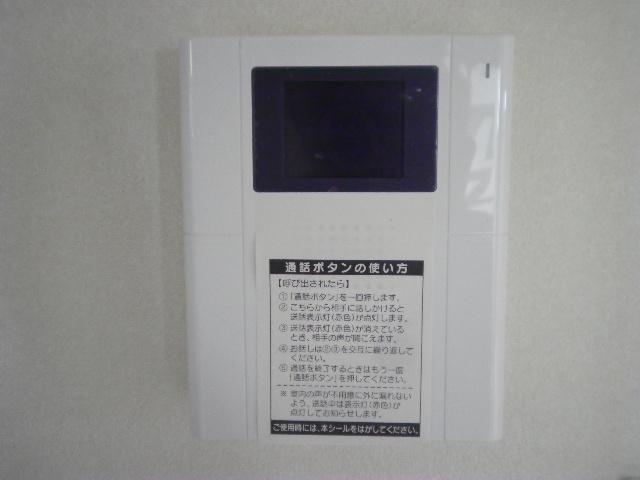 通話ボタンの使い方
【呼び出されたら】
①「通話ボタン」を一回押します。
②こちらから相手に話しかけると
送話表示灯(赤色)が点灯します。
③送話表示灯(赤色)が消えている
とき、相手の声が聞こえます。
④お話しは②③を交互に繰り返して
ください。
⑤通話を終了するときはもう一度
「通話ボタン」を押してください。
※室内の声が不用意に外に漏れない
よう、送話中は表示灯(赤色)が
点灯してお知らせします。
ご使用時には、本シールをはがしてください。